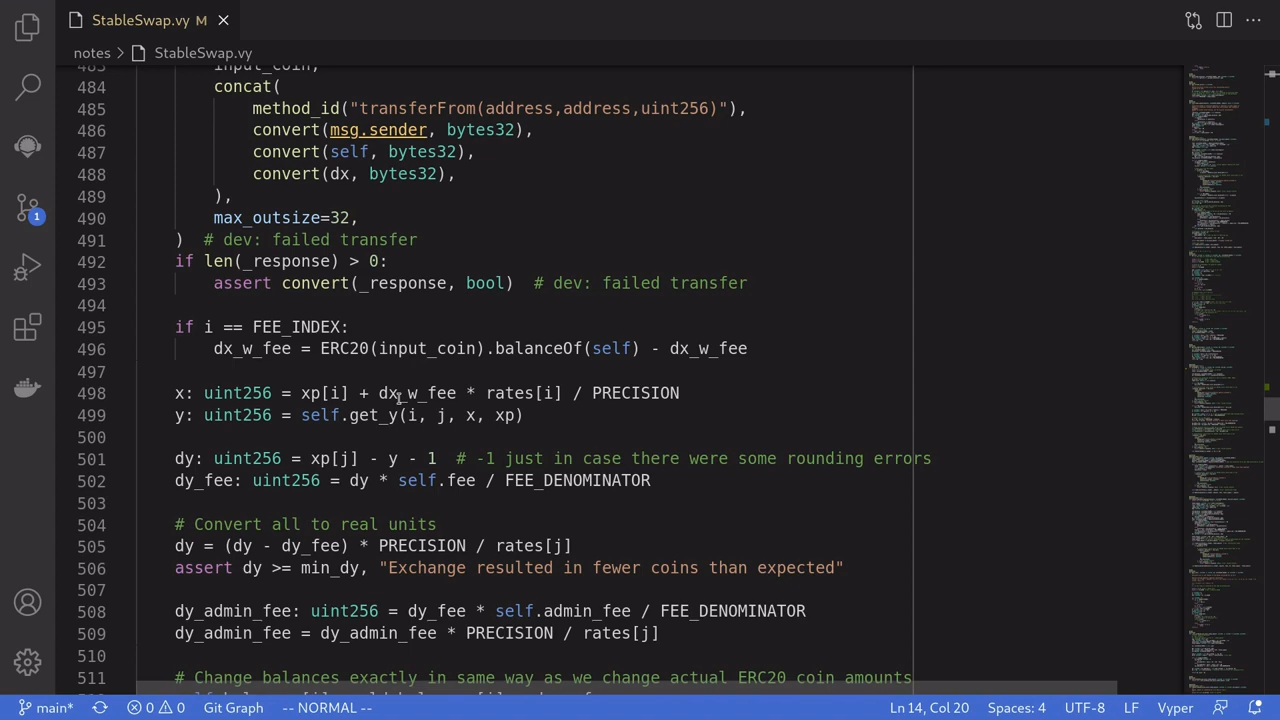 StableSwap.vy M
notes > StableSwap.vy
483 input_coin,
484 concat(
485 method_id("transferFrom(address,address,uint256)"),
486 convert(msg.sender, bytes32),
487 convert(self, bytes32),
488 convert(dx, bytes32),
489 ),
490 max_outsize=32,
491 ) # dev: failed transfer
492 if len(_response) > 0:
493 assert convert(_response, bool) # dev: failed transfer
494
495 if i == FEE_INDEX:
496 dx_w_fee = (input_coin).balanceOf(self) - dx_w_fee
497
498 x: uint256 = dx_w_fee [i] / PRECISION
499 y: uint256 = self.get_y(i, j, x,
500
501 dy: uint256 = xp[j] - y - 1 # just in case there were some rounding errors
502 dy_fee: uint256 = dy * self.fee / FEE_DENOMINATOR
503
504 # Convert all to real units
505 dy = (dy - dy_fee) * PRECISION / rates[j]
506 assert dy >= min_dy, "Exchange resulted in fewer coins than expected"
507
508 dy_admin_fee: uint256 = dy_fee * self.admin_fee / FEE_DENOMINATOR
509 dy_admin_fee = dy_admin_fee * PRECISION / rates[j]
510
511 # Change balances exactly in same way as we change actual ERC20 coin amounts
1
main* 0 0 Git Graph -- NORMAL -- Ln 14, Col 20 Spaces: 4 UTF-8 LF Vyper